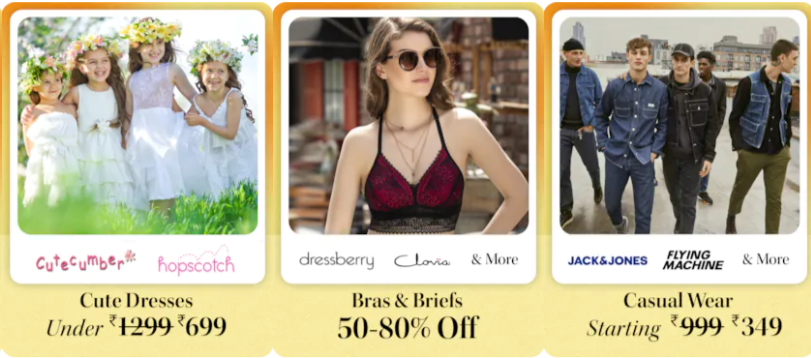 cutecumber
hopscotch
Cute Dresses
Under ₹1299 ₹699
dressberry
Clovia
& More
Bras & Briefs
50-80% Off
JACK&JONES
FLYING
MACHINE
& More
Casual Wear
Starting ₹999 ₹349